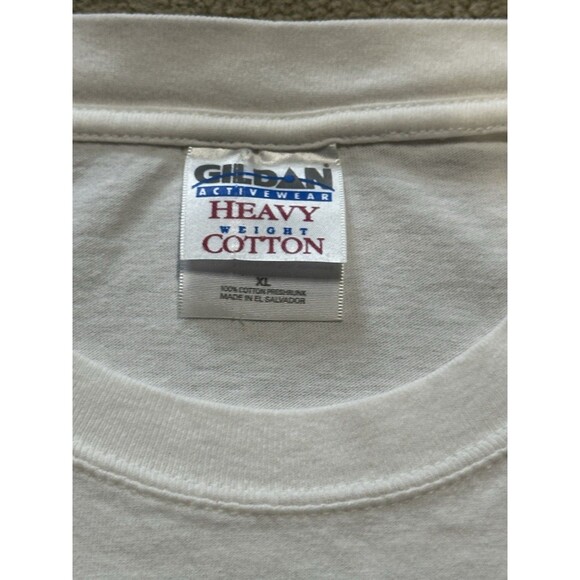 GILDAN
ACTIVEWEAR
HEAVY
WEIGHT
COTTON
XL
100% COTTON PRESHRUNK
MADE IN EL SALVADOR